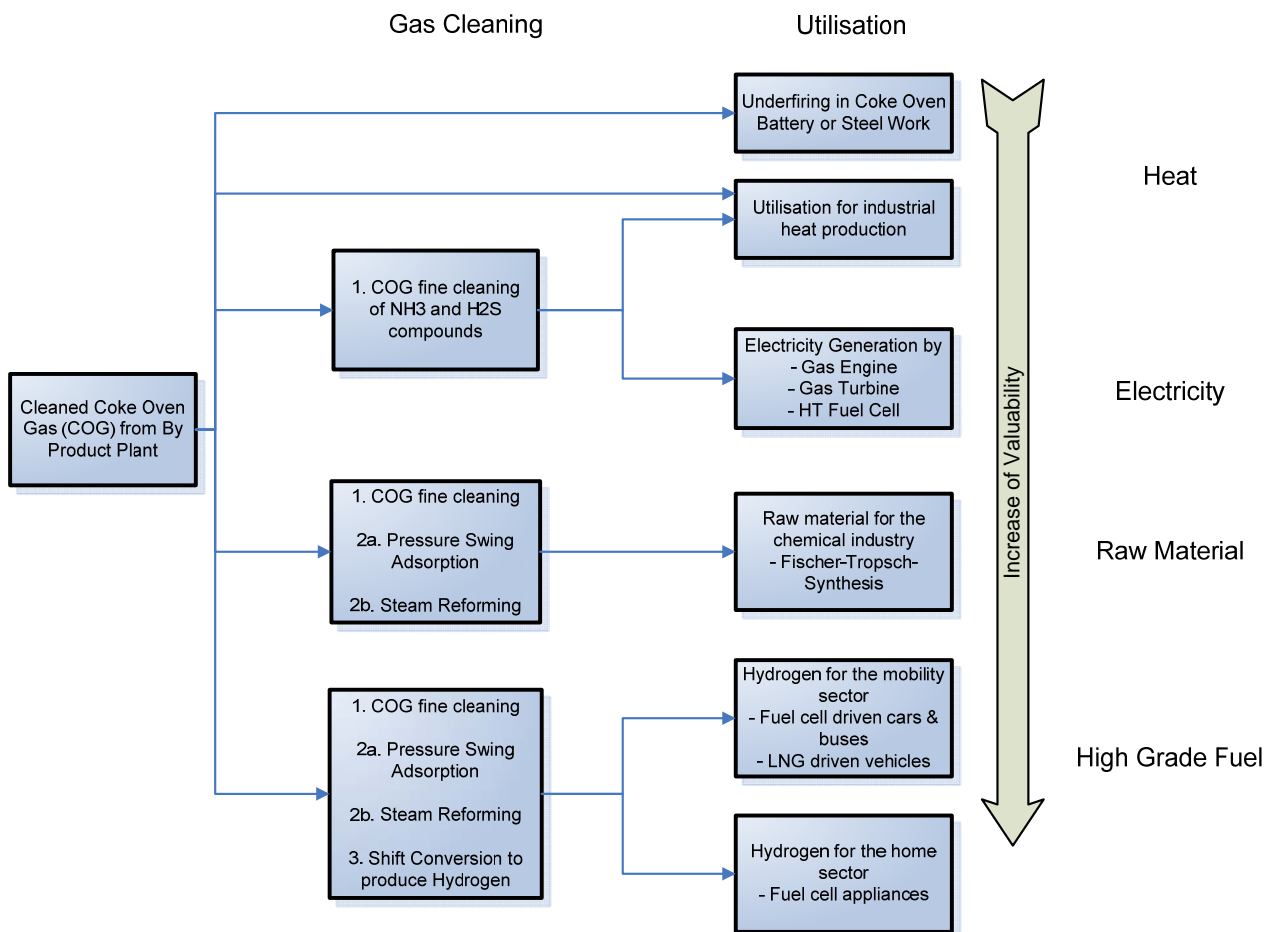 Gas Cleaning
Utilisation
Underfiring in Coke Oven
Battery or Steel Work
Heat
Utilisation for industrial
heat production
1. COG fine cleaning
of NH3 and H2S
compounds
Electricity Generation by
- Gas Engine
- Gas Turbine
- HT Fuel Cell
Electricity
Increase of Valuability
Cleaned Coke Oven
Gas (COG) from By
Product Plant
1. COG fine cleaning
2a. Pressure Swing
Adsorption
2b. Steam Reforming
Raw material for the
chemical industry
- Fischer-Tropsch-
Synthesis
Raw Material
1. COG fine cleaning
2a. Pressure Swing
Adsorption
2b. Steam Reforming
3. Shift Conversion to
produce Hydrogen
Hydrogen for the mobility
sector
- Fuel cell driven cars &
buses
- LNG driven vehicles
High Grade Fuel
Hydrogen for the home
sector
- Fuel cell appliances